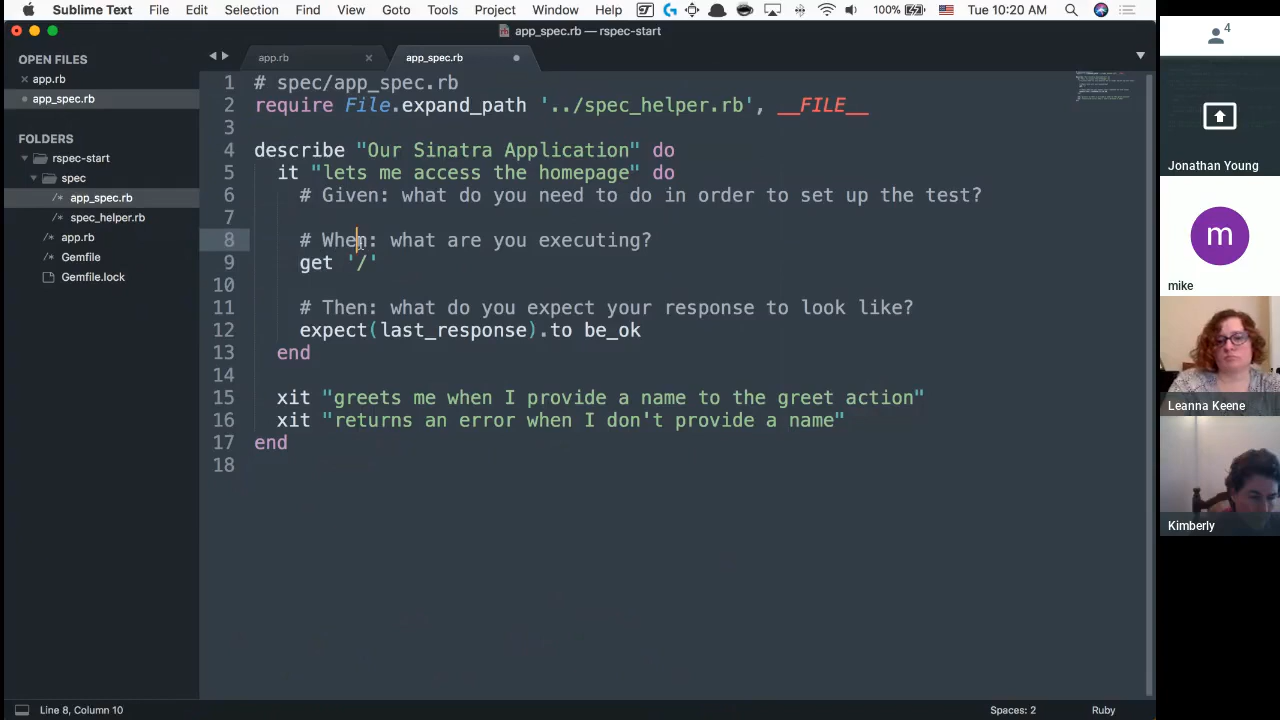 Sublime Text File Edit Selection Find View Goto Tools Project Window Help 100% Tue 10:20 AM
app_spec.rb — rspec-start
OPEN FILES
app.rb
app_spec.rb
FOLDERS
rspec-start
spec
app_spec.rb
spec_helper.rb
app.rb
Gemfile
Gemfile.lock
app.rb app_spec.rb
1 # spec/app_spec.rb
2 require File.expand_path '../spec_helper.rb', __FILE__
3
4 describe "Our Sinatra Application" do
5 it "lets me access the homepage" do
6 # Given: what do you need to do in order to set up the test?
7
8 # When: what are you executing?
9 get '/'
10
11 # Then: what do you expect your response to look like?
12 expect(last_response).to be_ok
13 end
14
15 xit "greets me when I provide a name to the greet action"
16 xit "returns an error when I don't provide a name"
17 end
18
Line 8, Column 10 Spaces: 2 Ruby
4
Jonathan Young
m
mike
Leanna Keene
Kimberly